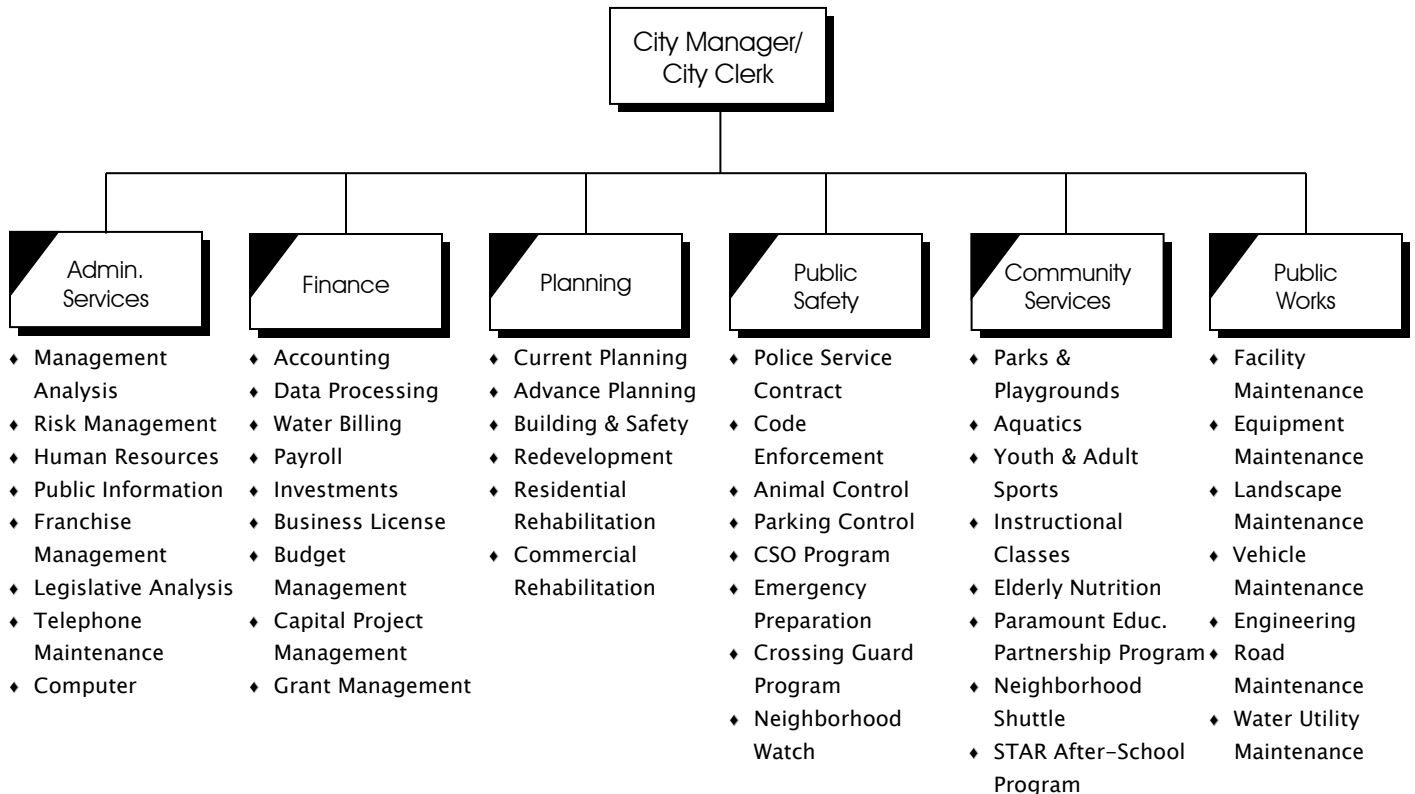 City Manager/
City Clerk
Admin.
Services
♦ Management
Analysis
♦ Risk Management
♦ Human Resources
♦ Public Information
♦ Franchise
Management
♦ Legislative Analysis
♦ Telephone
Maintenance
♦ Computer
Finance
♦ Accounting
♦ Data Processing
♦ Water Billing
♦ Payroll
♦ Investments
♦ Business License
♦ Budget
Management
♦ Capital Project
Management
♦ Grant Management
Planning
♦ Current Planning
♦ Advance Planning
♦ Building & Safety
♦ Redevelopment
♦ Residential
Rehabilitation
♦ Commercial
Rehabilitation
Public
Safety
♦ Police Service
Contract
♦ Code
Enforcement
♦ Animal Control
♦ Parking Control
♦ CSO Program
♦ Emergency
Preparation
♦ Crossing Guard
Program
♦ Neighborhood
Watch
Community
Services
♦ Parks &
Playgrounds
♦ Aquatics
♦ Youth & Adult
Sports
♦ Instructional
Classes
♦ Elderly Nutrition
♦ Paramount Educ.
Partnership Program
♦ Neighborhood
Shuttle
♦ STAR After-School
Program
Public
Works
♦ Facility
Maintenance
♦ Equipment
Maintenance
♦ Landscape
Maintenance
♦ Vehicle
Maintenance
♦ Engineering
♦ Road
Maintenance
♦ Water Utility
Maintenance